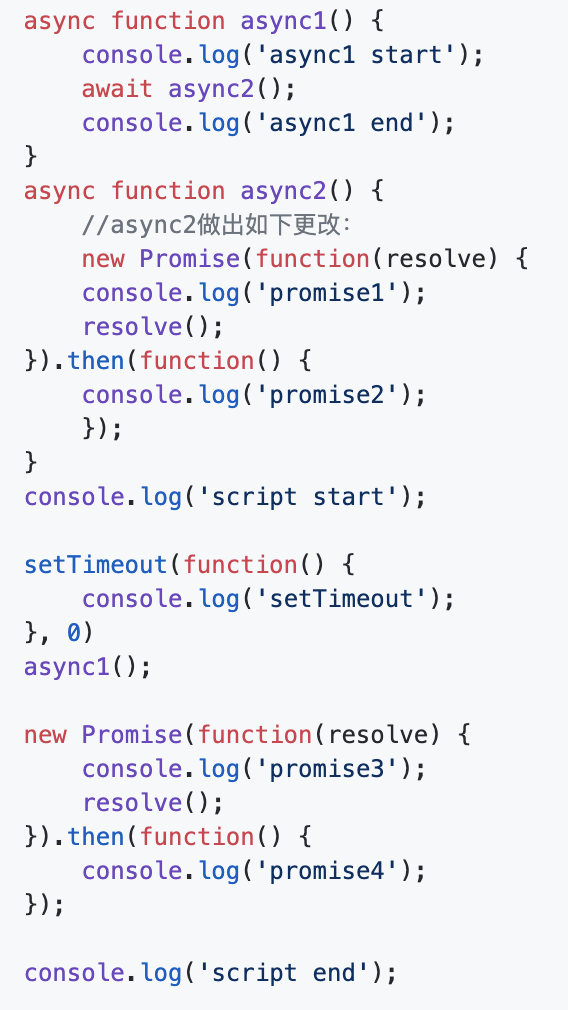 async function async1() {
    console.log('async1 start');
    await async2();
    console.log('async1 end');
}
async function async2() {
    //async2做出如下更改：
    new Promise(function(resolve) {
    console.log('promise1');
    resolve();
}).then(function() {
    console.log('promise2');
    });
}
console.log('script start');

setTimeout(function() {
    console.log('setTimeout');
}, 0)
async1();

new Promise(function(resolve) {
    console.log('promise3');
    resolve();
}).then(function() {
    console.log('promise4');
});

console.log('script end');